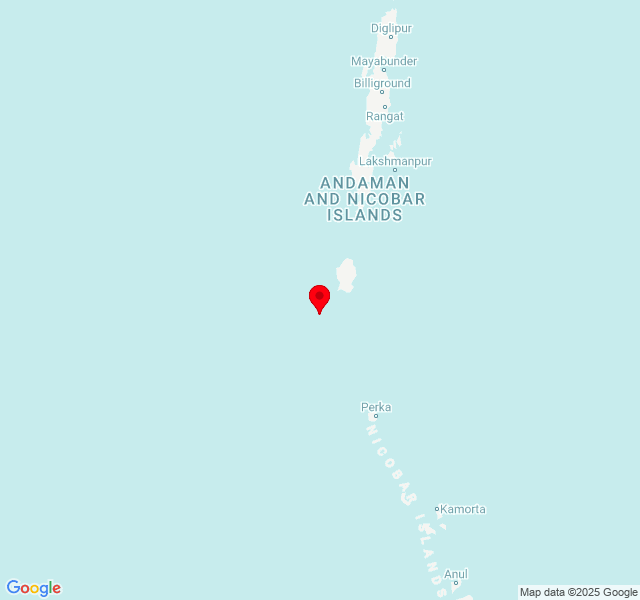 Diglipur
Mayabunder
Billiground
Rangat
Lakshmanpur
ANDAMAN
AND NICOBAR
ISLANDS
Perka
NICOBAR ISLANDS
Kamorta
Anul
Google
Map data ©2025 Google